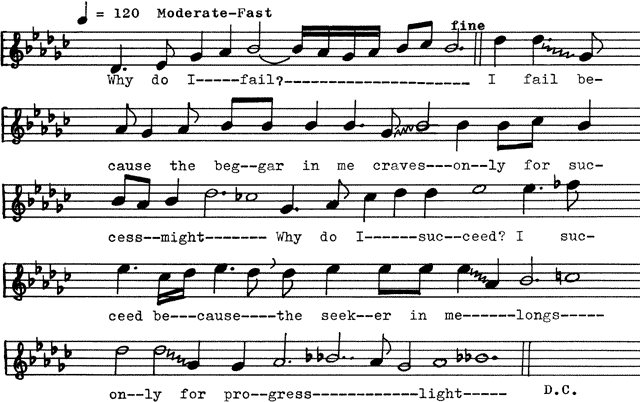 = 120 Moderate-Fast
fine
Why do I-----fail?----------------------- I fail be-
cause the beg--gar in me craves---on--ly for suc-
cess--might------- Why do I------suc--ceed? I suc-
ceed be---cause----the seek--er in me----longs-----
on--ly for pro--gress------------light-----
D.C.